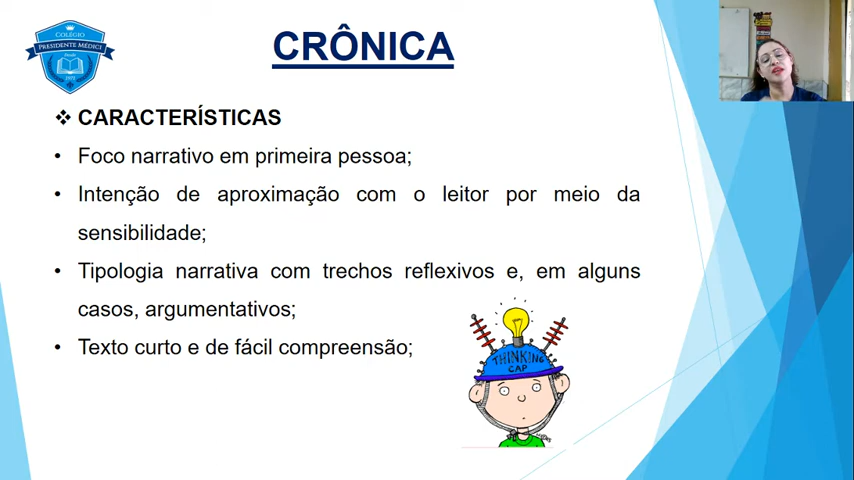 CRÔNICA
COLÉGIO
PRESIDENTE MÉDICI
❖ CARACTERÍSTICAS
• Foco narrativo em primeira pessoa;
• Intenção de aproximação com o leitor por meio da
sensibilidade;
• Tipologia narrativa com trechos reflexivos e, em alguns
casos, argumentativos;
• Texto curto e de fácil compreensão;
THINKING
CAP